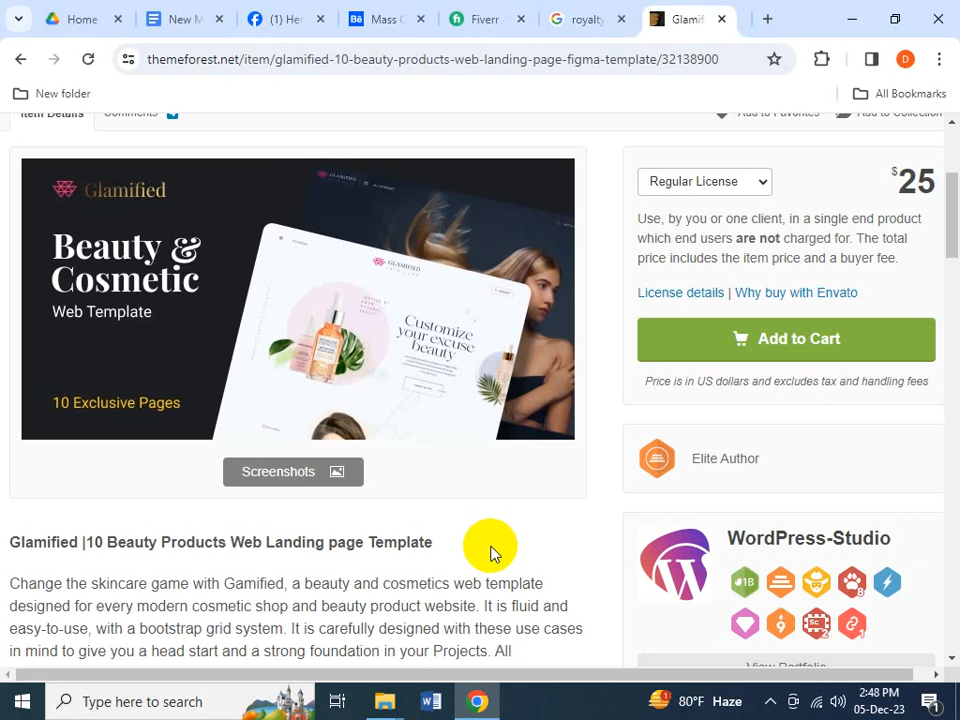 Home
New M
(1) He
Mass C
Fiverr
royalty
Glamif
themeforest.net/item/glamified-10-beauty-products-web-landing-page-figma-template/32138900
D
New folder
All Bookmarks
Item Details
Comments
Add to Favorites
Add to Collection
Glamified
Beauty &
Cosmetic
Web Template
10 Exclusive Pages
GLAMIFIED
Customize
your excuse
beauty
Screenshots
Regular License
$25
Use, by you or one client, in a single end product
which end users are not charged for. The total
price includes the item price and a buyer fee.
License details | Why buy with Envato
Add to Cart
Price is in US dollars and excludes tax and handling fees
Elite Author
WordPress-Studio
View Portfolio
Glamified |10 Beauty Products Web Landing page Template
Change the skincare game with Gamified, a beauty and cosmetics web template
designed for every modern cosmetic shop and beauty product website. It is fluid and
easy-to-use, with a bootstrap grid system. It is carefully designed with these use cases
in mind to give you a head start and a strong foundation in your Projects. All
Type here to search
80°F Haze
2:48 PM
05-Dec-23
1